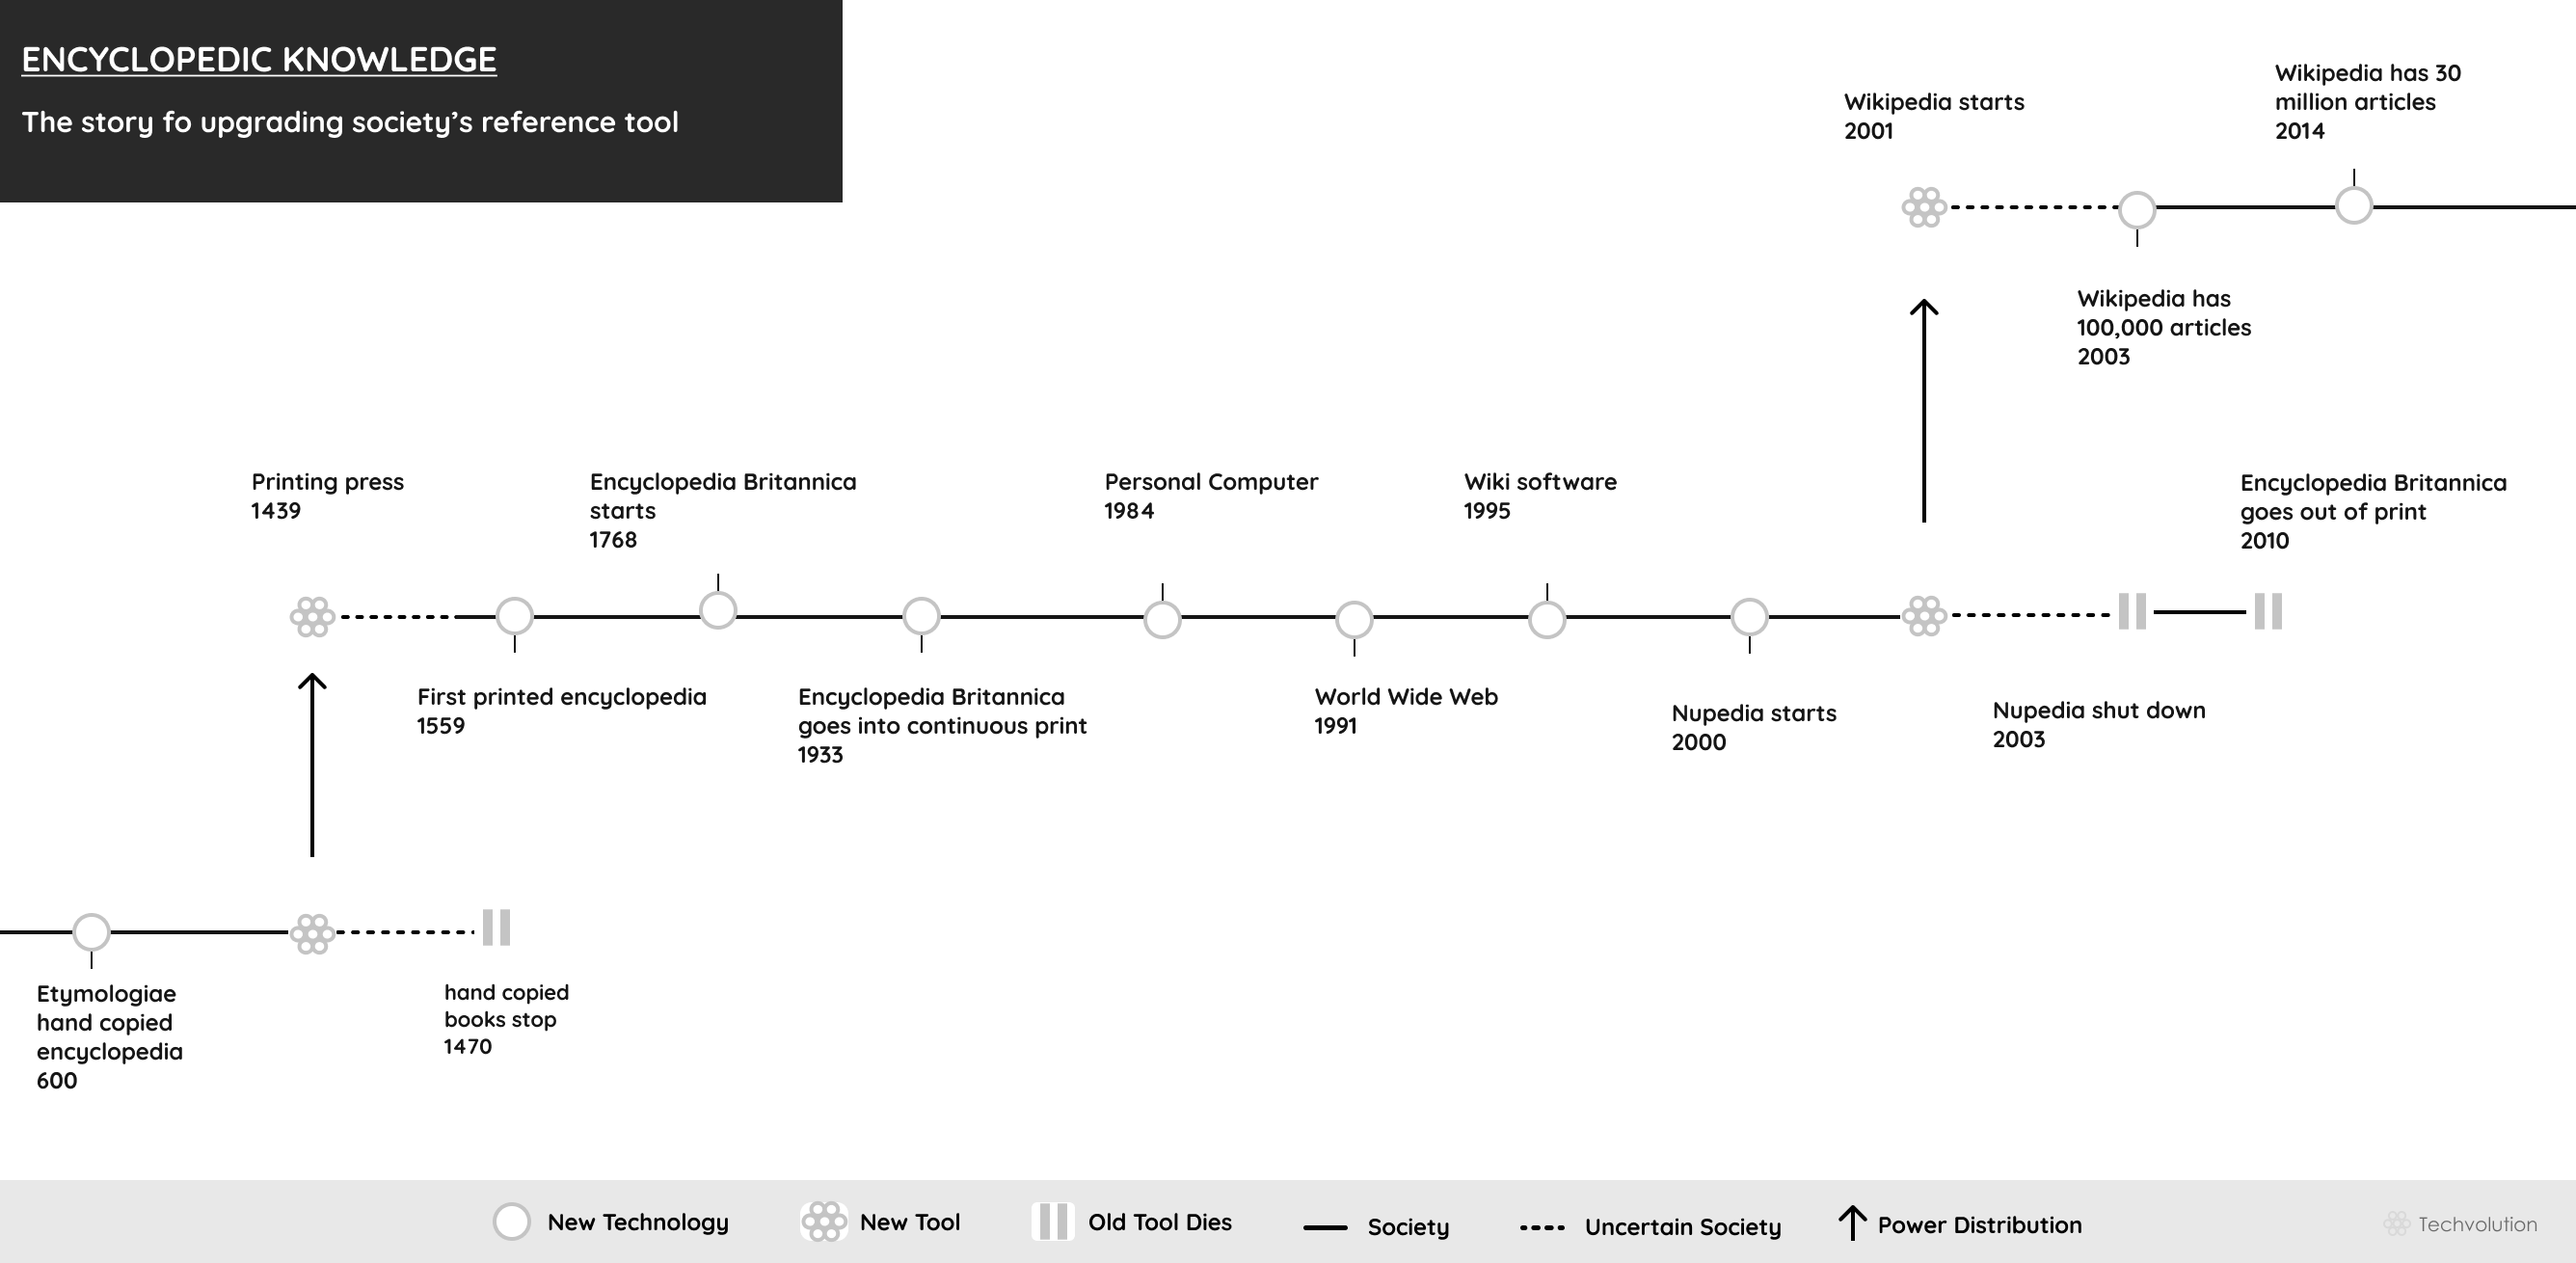 ENCYCLOPEDIC KNOWLEDGE
The story fo upgrading society's reference tool
Wikipedia starts
2001
Wikipedia has 30
million articles
2014
Wikipedia has
100,000 articles
2003
Printing press
1439
Encyclopedia Britannica
starts
1768
Personal Computer
1984
Wiki software
1995
Encyclopedia Britannica
goes out of print
2010
First printed encyclopedia
1559
Encyclopedia Britannica
goes into continuous print
1933
World Wide Web
1991
Nupedia starts
2000
Nupedia shut down
2003
Etymologiae
hand copied
encyclopedia
600
hand copied
books stop
1470
New Technology
New Tool
Old Tool Dies
Society
Uncertain Society
Power Distribution
Techvolution